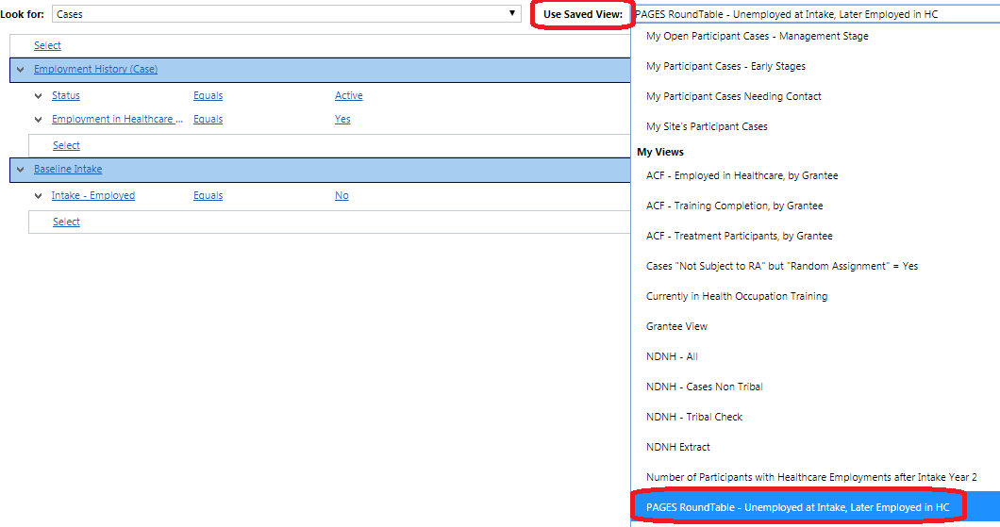 Look for: Cases Use Saved View: PAGES RoundTable - Unemployed at Intake, Later Employed in HC
Select
Employment History (Case)
Status Equals Active
Employment in Healthcare ... Equals Yes
Select
Baseline Intake
Intake - Employed Equals No
Select
My Open Participant Cases - Management Stage
My Participant Cases - Early Stages
My Participant Cases Needing Contact
My Site's Participant Cases
My Views
ACF - Employed in Healthcare, by Grantee
ACF - Training Completion, by Grantee
ACF - Treatment Participants, by Grantee
Cases "Not Subject to RA" but "Random Assignment" = Yes
Currently in Health Occupation Training
Grantee View
NDNH - All
NDNH - Cases Non Tribal
NDNH - Tribal Check
NDNH Extract
Number of Participants with Healthcare Employments after Intake Year 2
PAGES RoundTable - Unemployed at Intake, Later Employed in HC